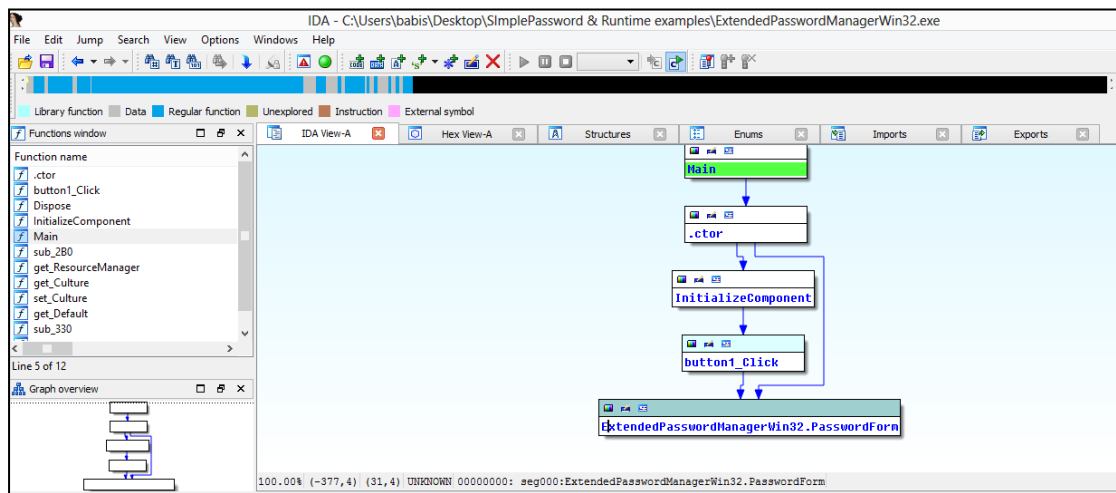 IDA - C:\Users\babis\Desktop\SImplePassword & Runtime examples\ExtendedPasswordManagerWin32.exe
File Edit Jump Search View Options Windows Help
Library function Data Regular function Unexplored Instruction External symbol
Functions window
IDA View-A Hex View-A Structures Enums Imports Exports
Function name
.ctor
button1_Click
Dispose
InitializeComponent
Main
sub_2B0
get_ResourceManager
get_Culture
set_Culture
get_Default
sub_330
Line 5 of 12
Graph overview
Main
.ctor
InitializeComponent
button1_Click
ExtendedPasswordManagerWin32.PasswordForm
100.00% (-377,4) (31,4) UNKNOWN 00000000: seg000:ExtendedPasswordManagerWin32.PasswordForm